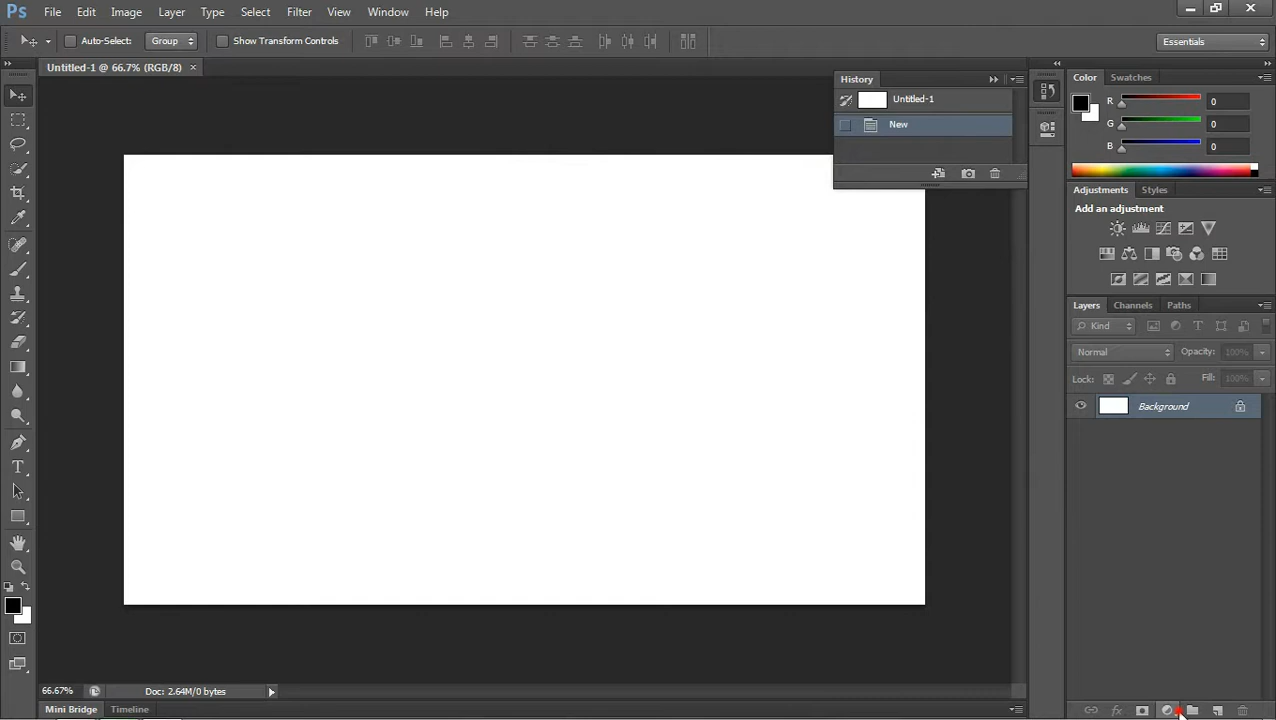 Ps File Edit Image Layer Type Select Filter View Window Help
Auto-Select: Group Show Transform Controls Essentials
Untitled-1 @ 66.7% (RGB/8) ×
History
Untitled-1
New
Color Swatches
R 0
G 0
B 0
Adjustments Styles
Add an adjustment
Layers Channels Paths
Kind
Normal Opacity: 100%
Lock: Fill: 100%
Background
66.67% Doc: 2.64M/0 bytes
Mini Bridge Timeline